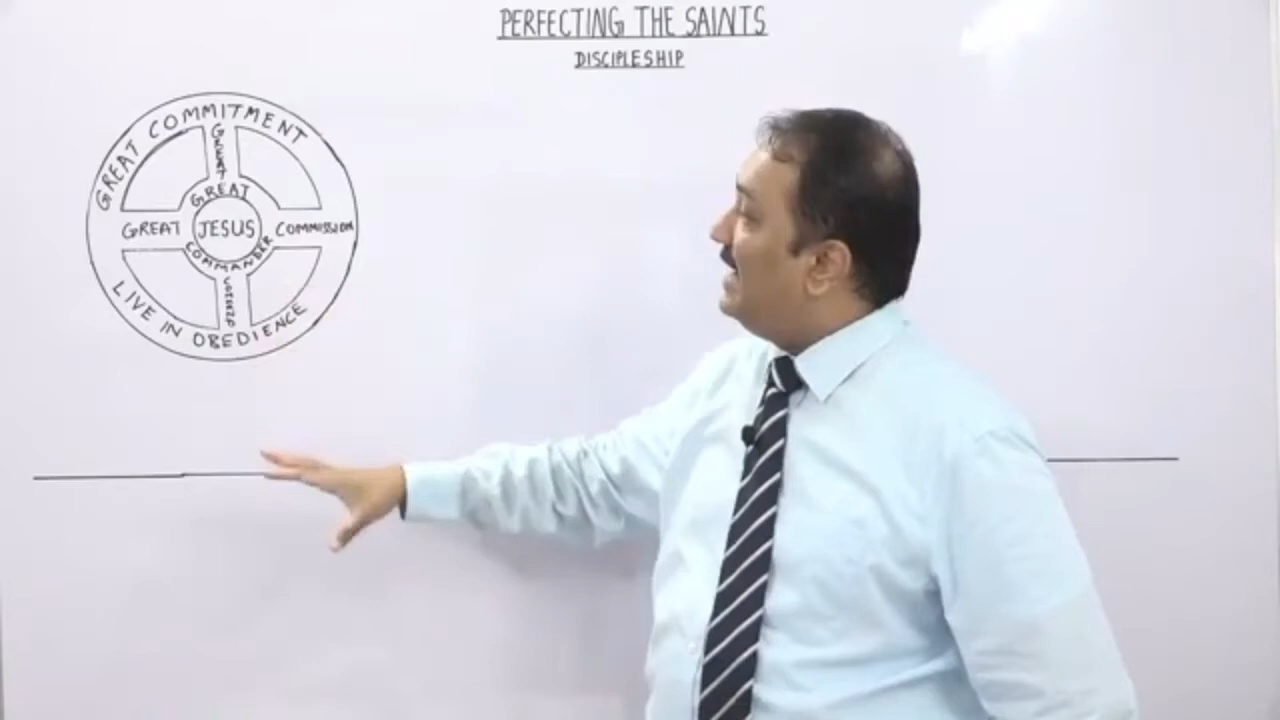 PERFECTING THE SAINTS
DISCIPLESHIP
GREAT COMMITMENT
GREAT
GREAT
GREAT JESUS COMMISSION
COMMANDER
LIVE IN OBEDIENCE